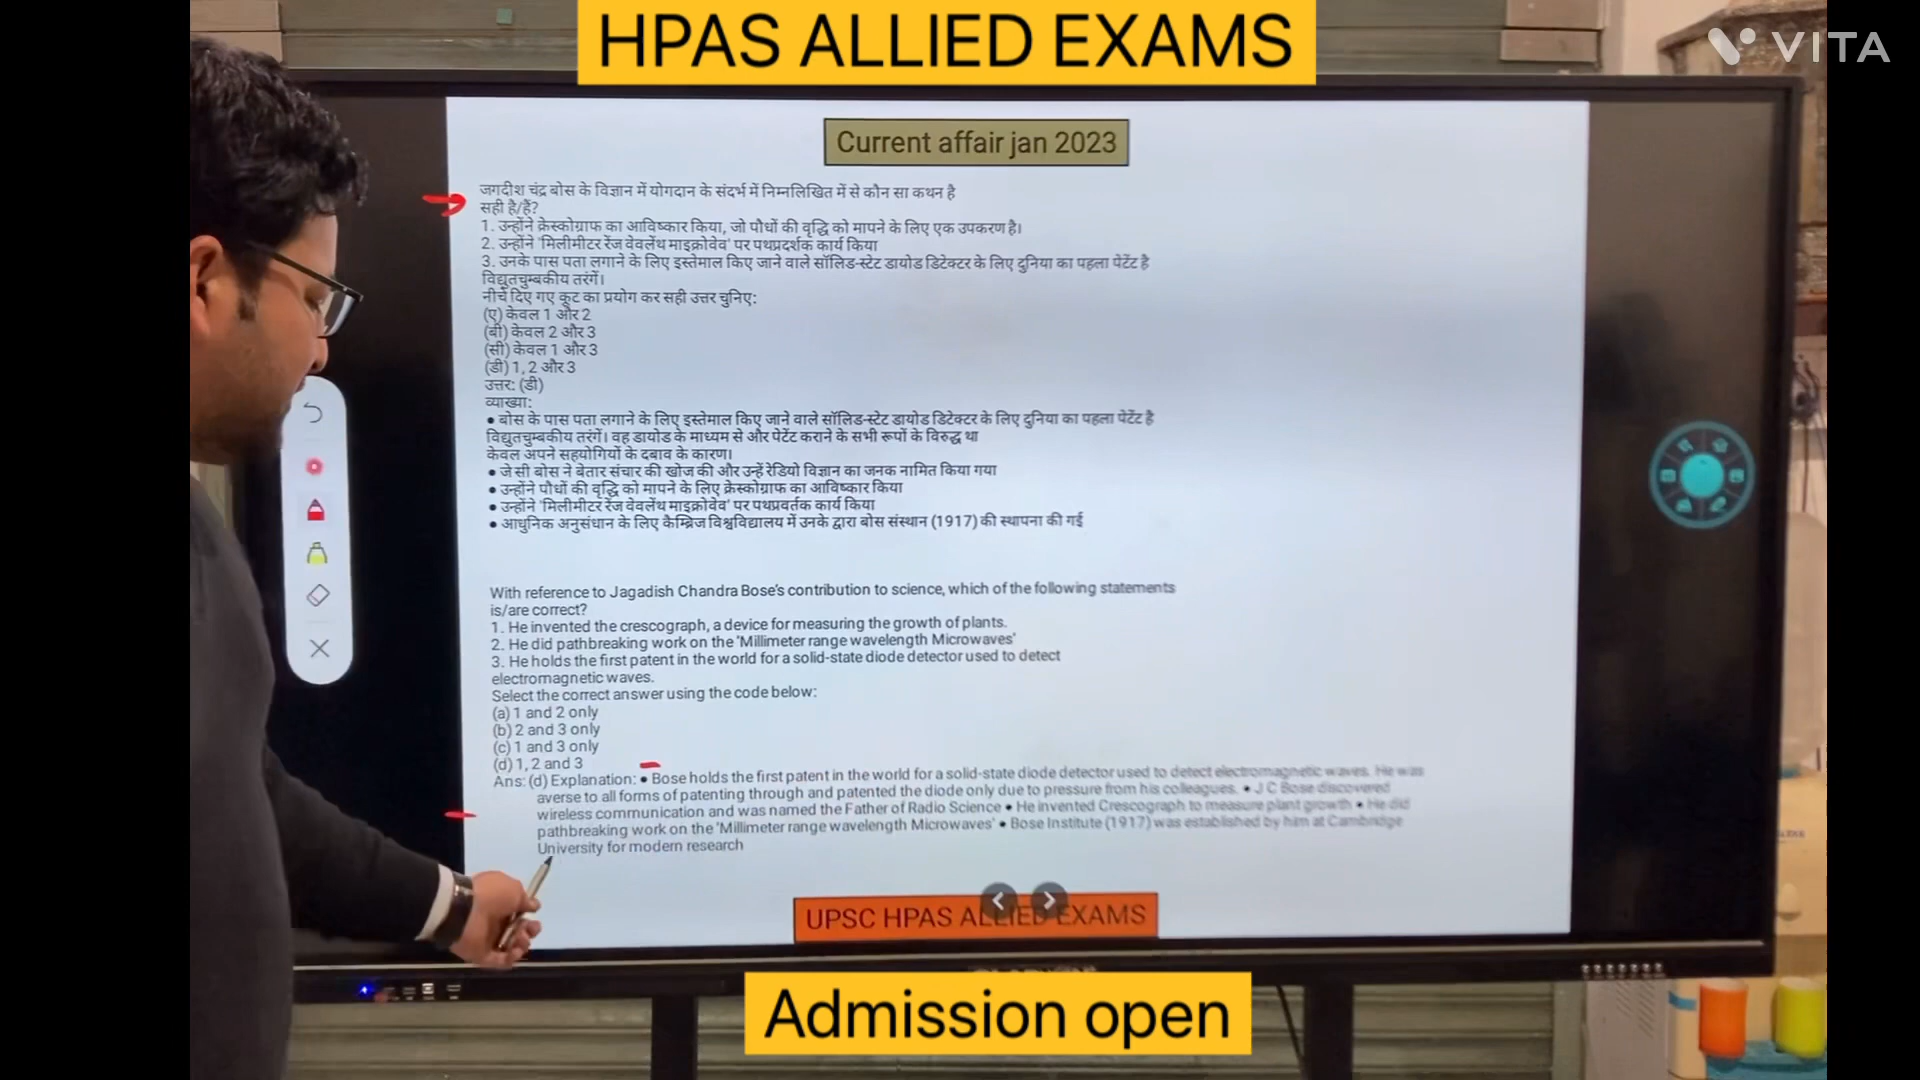 HPAS ALLIED EXAMS
VITA
Current affair jan 2023
जगदीश चंद्र बोस के विज्ञान में योगदान के संदर्भ में निम्नलिखित में से कौन सा कथन है
सही है/हैं?
1. उन्होंने क्रेस्कोग्राफ का आविष्कार किया, जो पौधों की वृद्धि को मापने के लिए एक उपकरण है।
2. उन्होंने 'मिलीमीटर रेंज वेवलेंथ माइक्रोवेव' पर पथप्रदर्शक कार्य किया
3. उनके पास पता लगाने के लिए इस्तेमाल किए जाने वाले सॉलिड-स्टेट डायोड डिटेक्टर के लिए दुनिया का पहला पेटेंट है
विद्युतचुम्बकीय तरंगें।
नीचे दिए गए कूट का प्रयोग कर सही उत्तर चुनिए:
(ए) केवल 1 और 2
(बी) केवल 2 और 3
(सी) केवल 1 और 3
(डी) 1, 2 और 3
उत्तर: (डी)
व्याख्या:
● बोस के पास पता लगाने के लिए इस्तेमाल किए जाने वाले सॉलिड-स्टेट डायोड डिटेक्टर के लिए दुनिया का पहला पेटेंट है
विद्युतचुम्बकीय तरंगें। वह डायोड के माध्यम से और पेटेंट कराने के सभी रूपों के विरुद्ध था
केवल अपने सहयोगियों के दबाव के कारण।
● जे सी बोस ने बेतार संचार की खोज की और उन्हें रेडियो विज्ञान का जनक नामित किया गया
● उन्होंने पौधों की वृद्धि को मापने के लिए क्रेस्कोग्राफ का आविष्कार किया
● उन्होंने 'मिलीमीटर रेंज वेवलेंथ माइक्रोवेव' पर पथप्रवर्तक कार्य किया
● आधुनिक अनुसंधान के लिए कैम्ब्रिज विश्वविद्यालय में उनके द्वारा बोस संस्थान (1917) की स्थापना की गई
With reference to Jagadish Chandra Bose's contribution to science, which of the following statements
is/are correct?
1. He invented the crescograph, a device for measuring the growth of plants.
2. He did pathbreaking work on the 'Millimeter range wavelength Microwaves'
3. He holds the first patent in the world for a solid-state diode detector used to detect
electromagnetic waves.
Select the correct answer using the code below:
(a) 1 and 2 only
(b) 2 and 3 only
(c) 1 and 3 only
(d) 1, 2 and 3
Ans: (d) Explanation: ● Bose holds the first patent in the world for a solid-state diode detector used to detect electromagnetic waves. He was
averse to all forms of patenting through and patented the diode only due to pressure from his colleagues. ● J C Bose discovered
wireless communication and was named the Father of Radio Science ● He invented Crescograph to measure plant growth ● He did
pathbreaking work on the 'Millimeter range wavelength Microwaves' ● Bose Institute (1917) was established by him at Cambridge
University for modern research
UPSC HPAS ALLIED EXAMS
Admission open